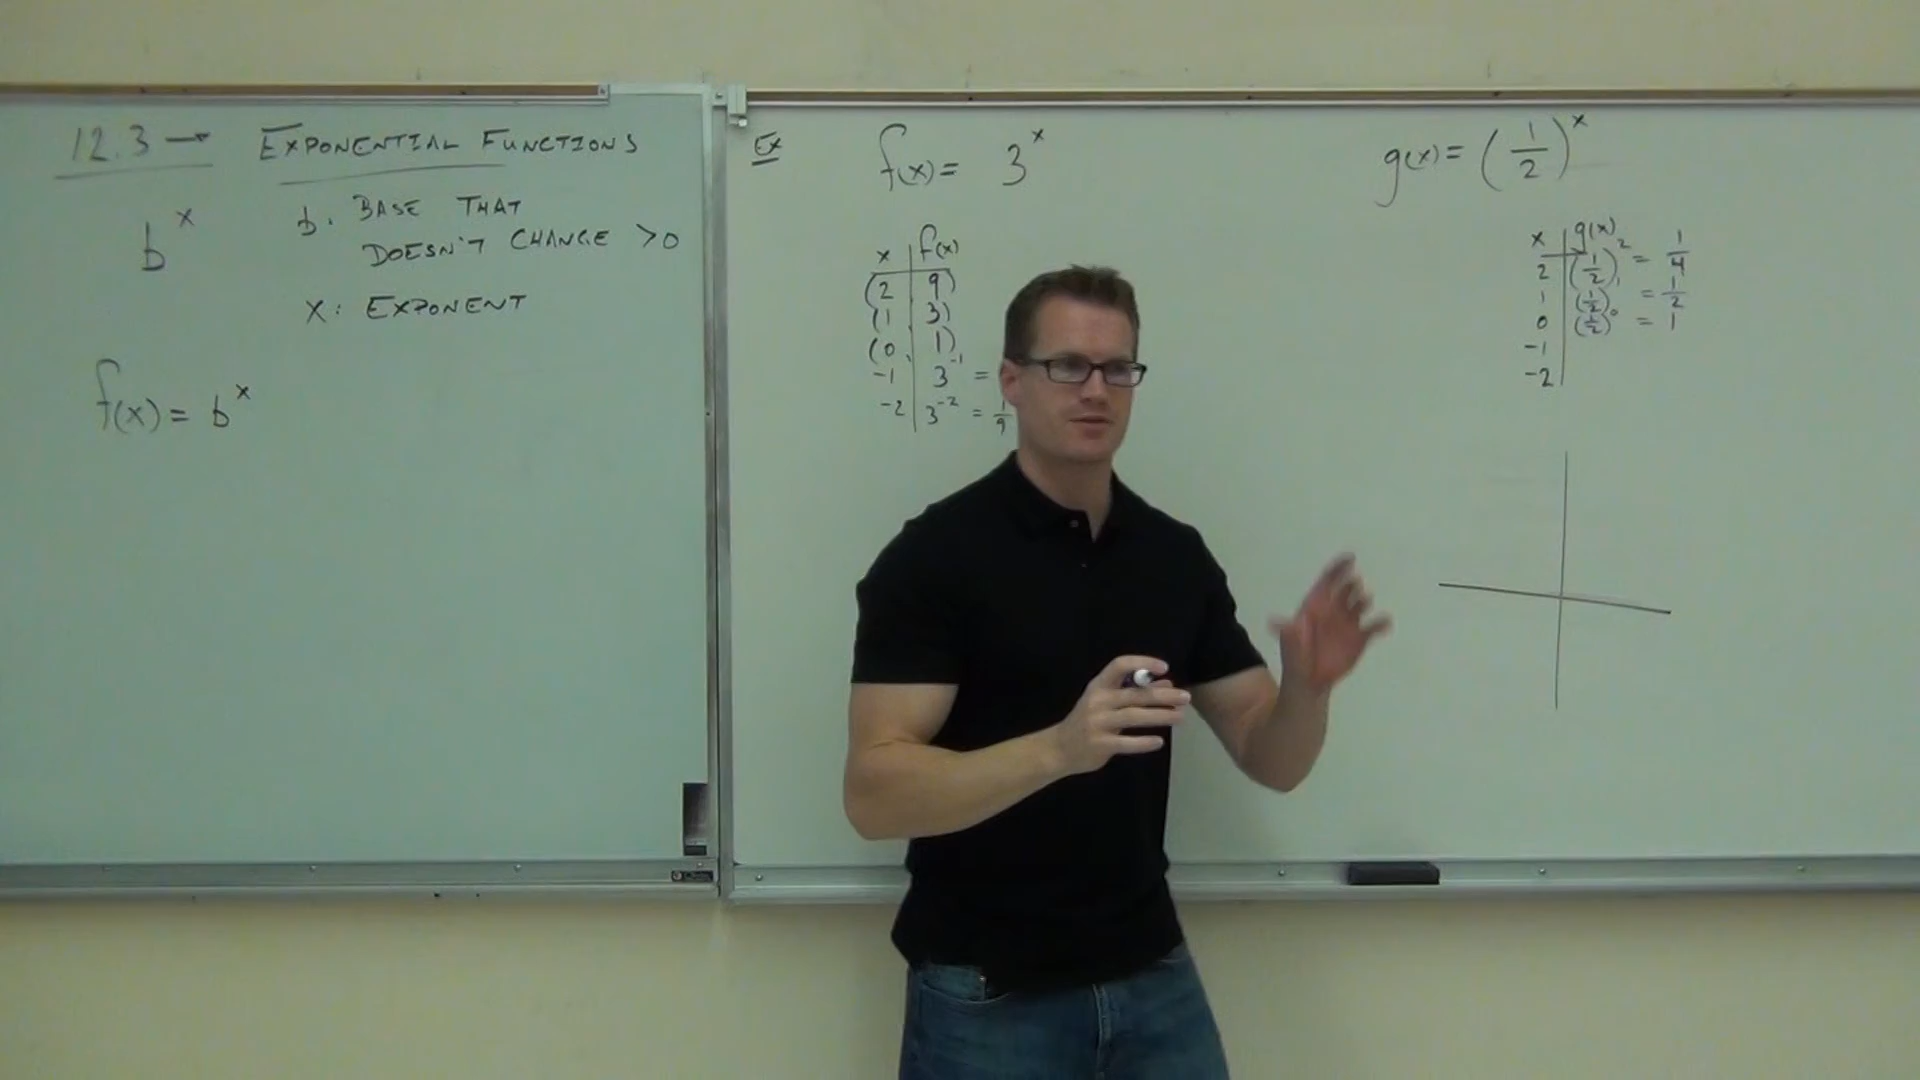 12.3 → EXPONENTIAL FUNCTIONS
b^x
b: BASE THAT
DOESN'T CHANGE >0
x: EXPONENT
f(x) = b^x
Ex
f(x) = 3^x
x | f(x)
(2 | 9)
(1 | 3)
(0, | 1)
-1 | 3^-1 =
-2 | 3^-2 = 1/9
g(x) = (1/2)^x
x | g(x)
2 | (1/2)^2 = 1/4
1 | (1/2)^1 = 1/2
0 | (1/2)^0 = 1
-1
-2